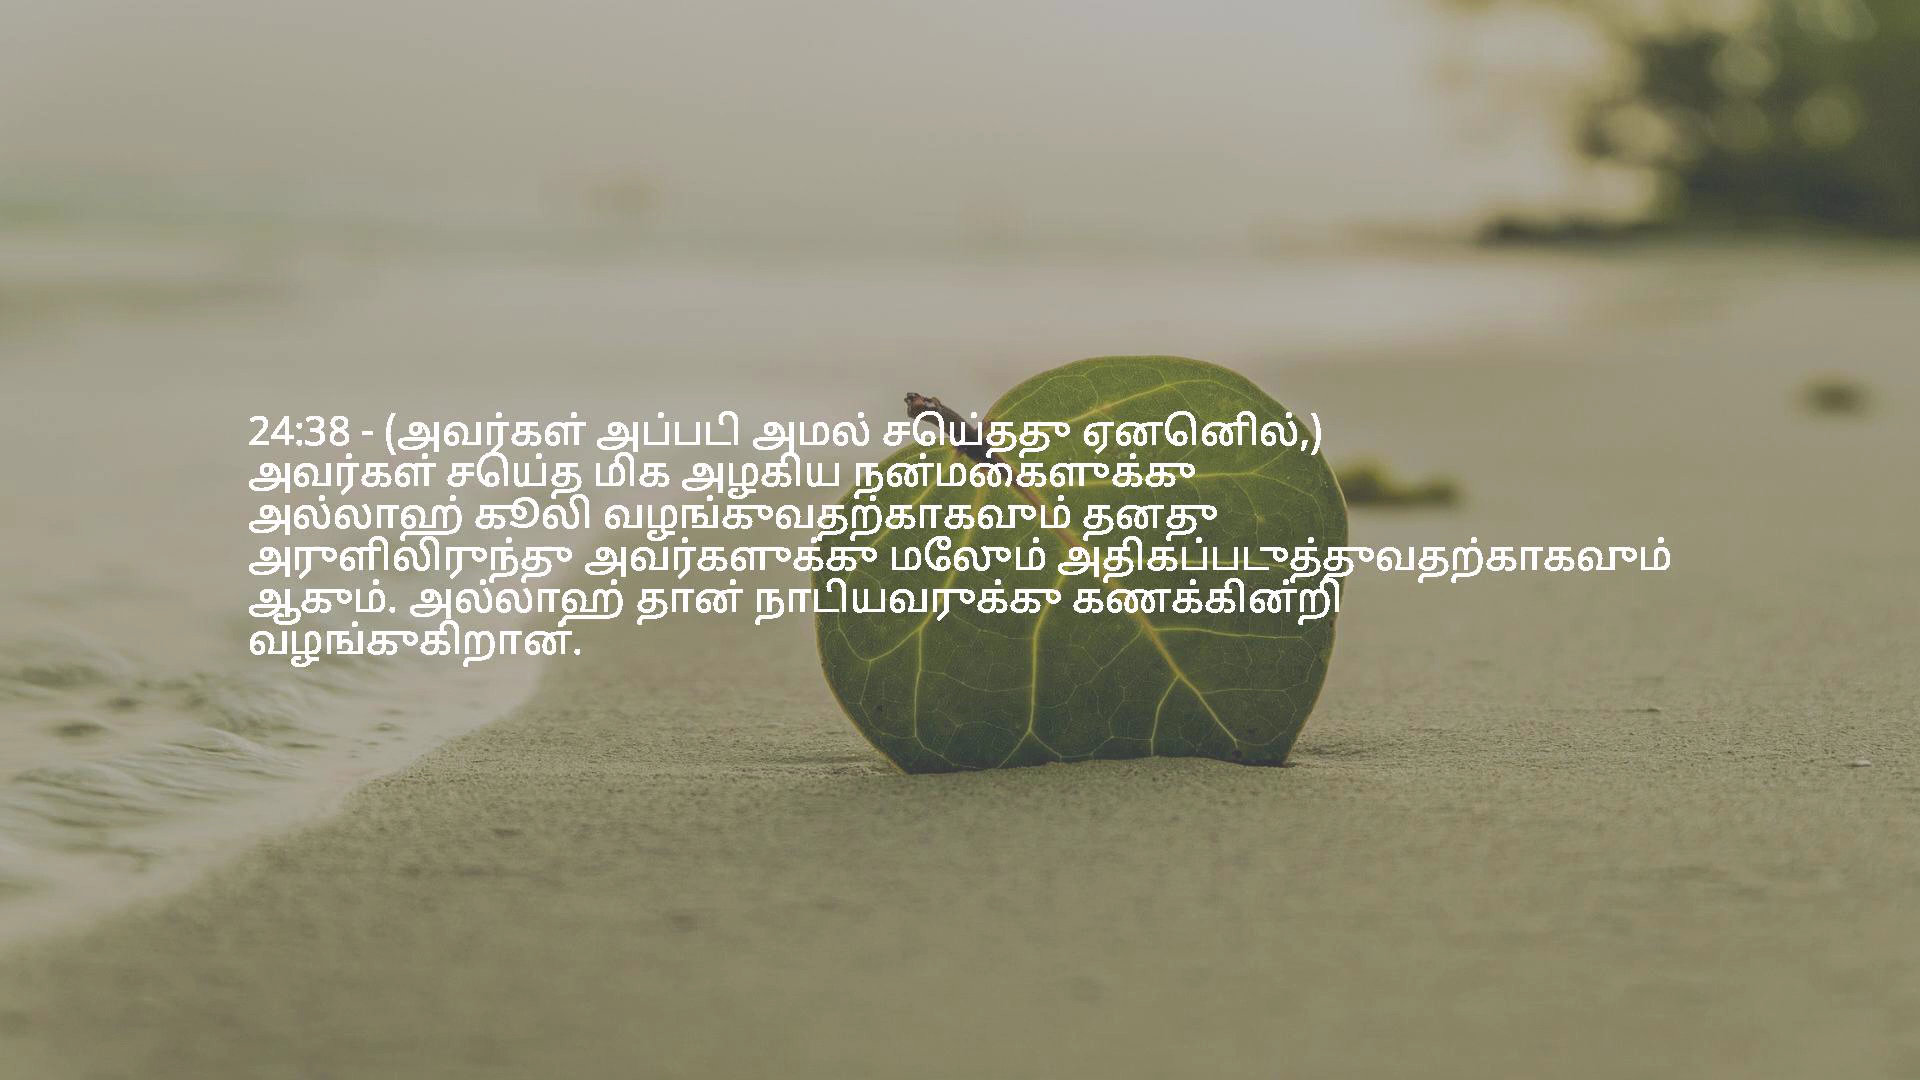 24:38 - (அவர்கள் அப்படி அமல் செய்தது ஏனெனில்,)
அவர்கள் செய்த மிக அழகிய நன்மைகளுக்கு
அல்லாஹ் கூலி வழங்குவதற்காகவும் தனது
அருளிலிருந்து அவர்களுக்கு மேலும் அதிகப்படுத்துவதற்காகவும்
ஆகும். அல்லாஹ் தான் நாடியவருக்கு கணக்கின்றி
வழங்குகிறான்.